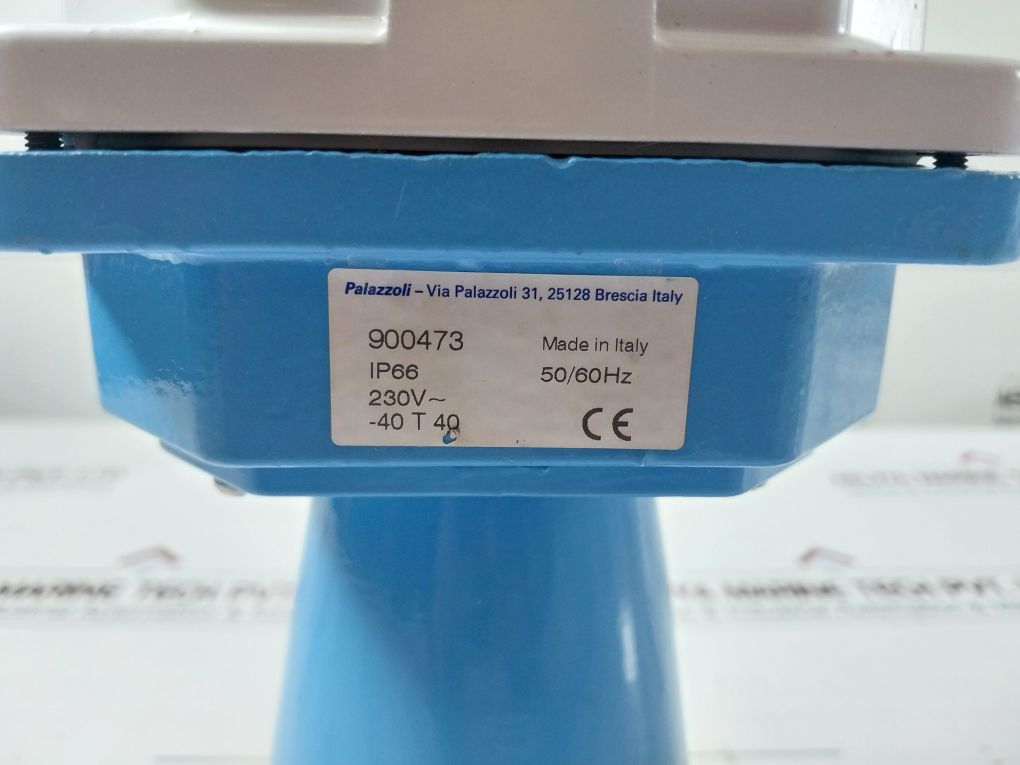 Palazzoli – Via Palazzoli 31, 25128 Brescia Italy
900473
Made in Italy
IP66
50/60Hz
230V~
-40 T 40
CE